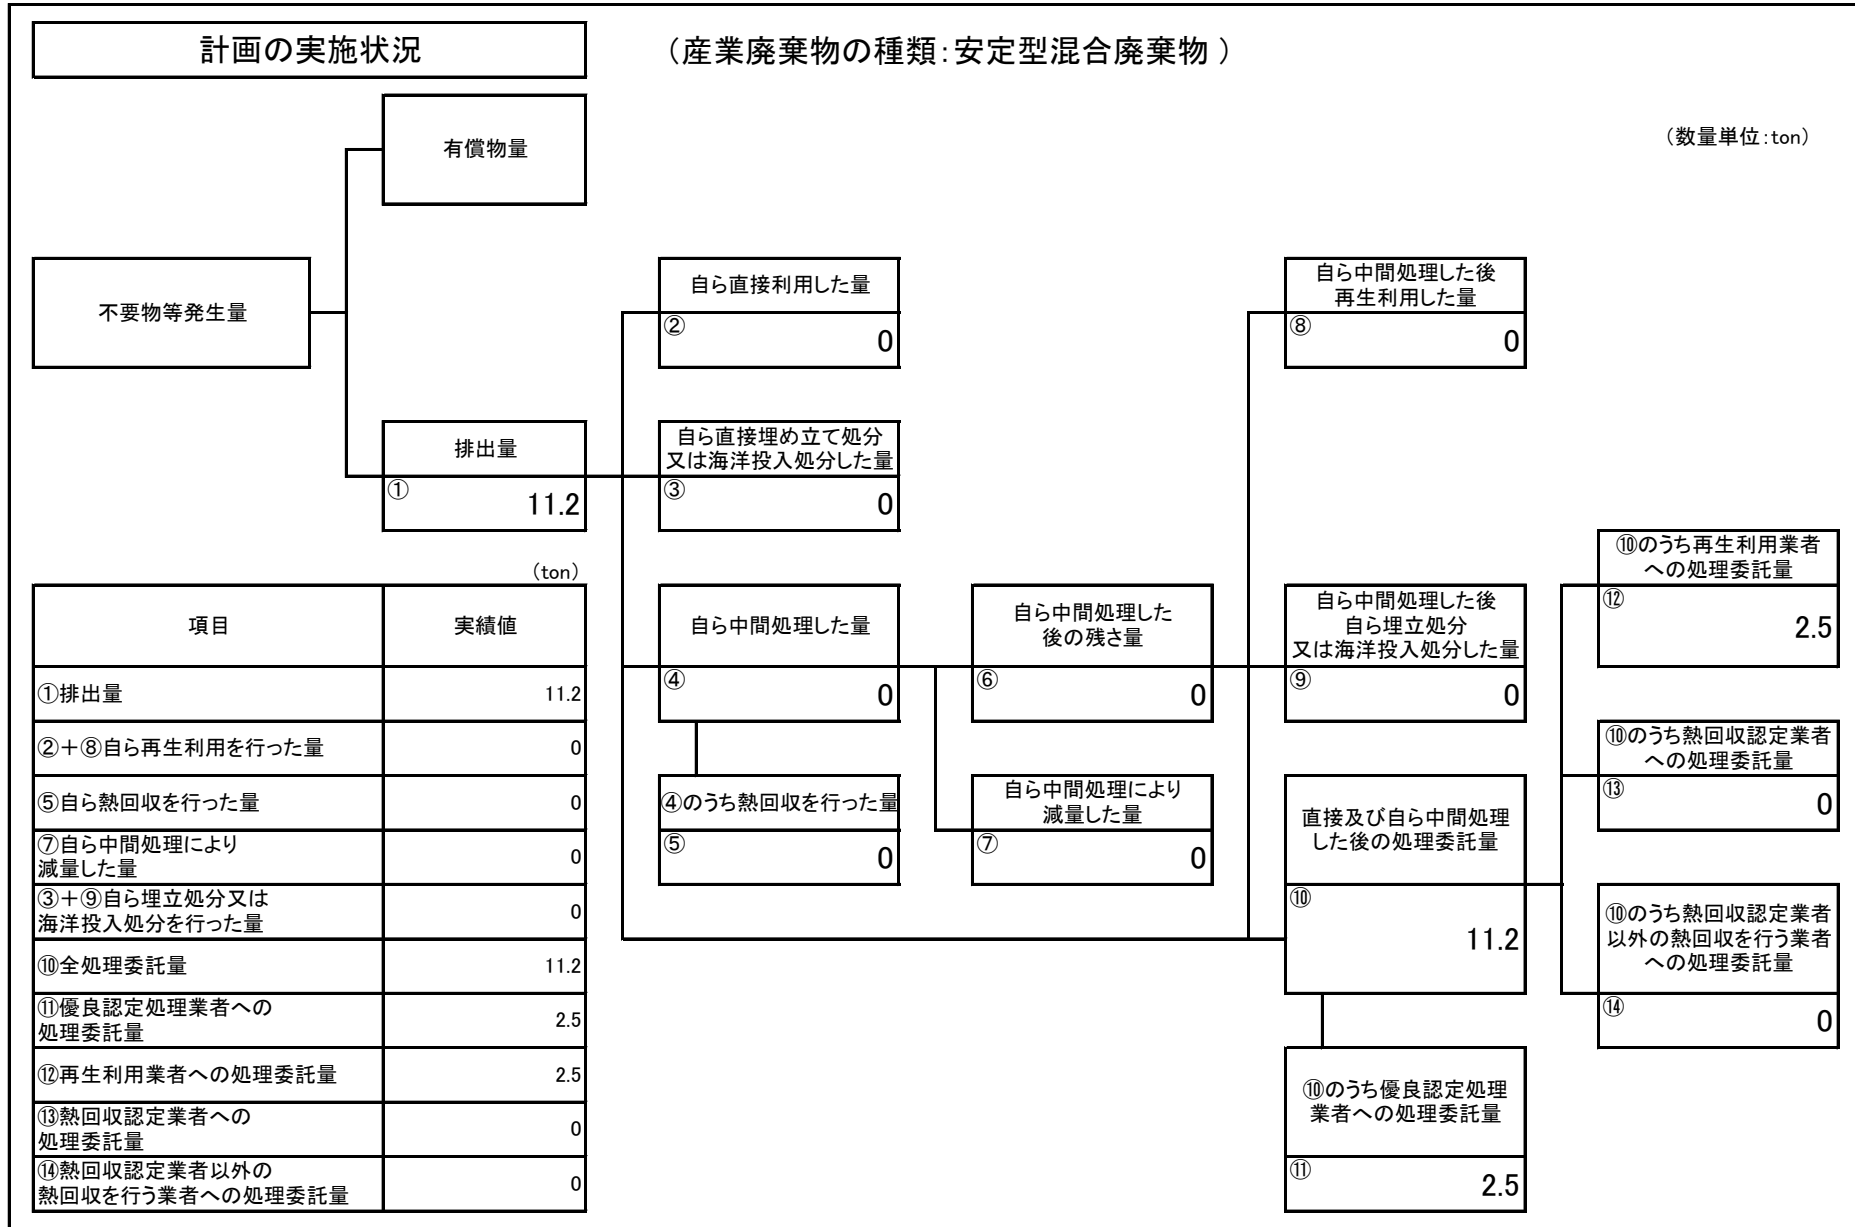 計画の実施状況
（産業廃棄物の種類：安定型混合廃棄物 ）
（数量単位：ton）
有償物量
不要物等発生量
自ら直接利用した量
②
0
自ら中間処理した後
再生利用した量
⑧
0
排出量
①
11.2
自ら直接埋め立て処分
又は海洋投入処分した量
③
0
（ton）
項目
実績値
①排出量
11.2
②＋⑧自ら再生利用を行った量
0
⑤自ら熱回収を行った量
0
⑦自ら中間処理により
減量した量
0
③＋⑨自ら埋立処分又は
海洋投入処分を行った量
0
⑩全処理委託量
11.2
⑪優良認定処理業者への
処理委託量
2.5
⑫再生利用業者への処理委託量
2.5
⑬熱回収認定業者への
処理委託量
0
⑭熱回収認定業者以外の
熱回収を行う業者への処理委託量
0
自ら中間処理した量
④
0
④のうち熱回収を行った量
⑤
0
自ら中間処理した
後の残さ量
⑥
0
自ら中間処理により
減量した量
⑦
0
自ら中間処理した後
自ら埋立処分
又は海洋投入処分した量
⑨
0
直接及び自ら中間処理
した後の処理委託量
⑩
11.2
⑩のうち優良認定処理
業者への処理委託量
⑪
2.5
⑩のうち再生利用業者
への処理委託量
⑫
2.5
⑩のうち熱回収認定業者
への処理委託量
⑬
0
⑩のうち熱回収認定業者
以外の熱回収を行う業者
への処理委託量
⑭
0